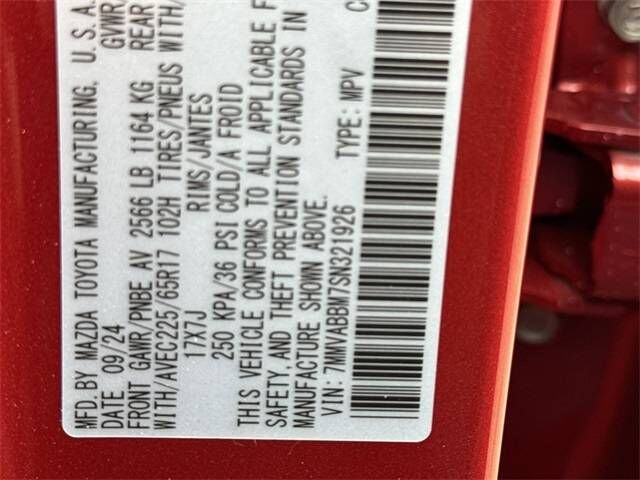 MFD. BY MAZDA TOYOTA MANUFACTURING, U.S.A.
DATE 09/24 GVWR/
FRONT GAWR/PNBE AV 2566 LB 1164 KG REAR
WITH/AVEC225/65R17 102H TIRES/PNEUS WITH/
17X7J RIMS/JANTES
250 KPA/36 PSI COLD/A FROID
THIS VEHICLE CONFORMS TO ALL APPLICABLE F
SAFETY, AND THEFT PREVENTION STANDARDS IN
MANUFACTURE SHOWN ABOVE.
VIN: 7MMVABBM7SN321926 TYPE: MPV